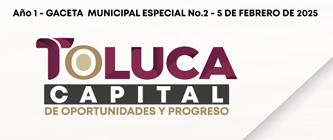 Año 1 - GACETA MUNICIPAL ESPECIAL No.2 - 5 DE FEBRERO DE 2025
TOLUCA
CAPITAL
DE OPORTUNIDADES Y PROGRESO